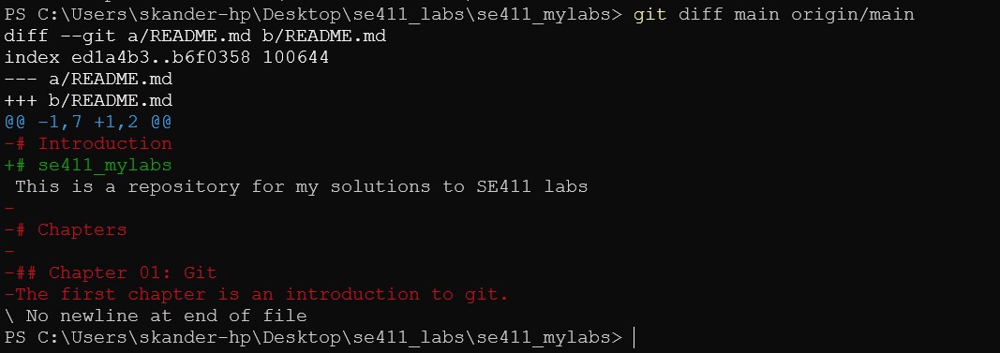 PS C:\Users\skander-hp\Desktop\se411_labs\se411_mylabs> git diff main origin/main
diff --git a/README.md b/README.md
index ed1a4b3..b6f0358 100644
--- a/README.md
+++ b/README.md
@@ -1,7 +1,2 @@
-# Introduction
+# se411_mylabs
 This is a repository for my solutions to SE411 labs
-
-# Chapters
-
-## Chapter 01: Git
-The first chapter is an introduction to git.
\ No newline at end of file
PS C:\Users\skander-hp\Desktop\se411_labs\se411_mylabs>